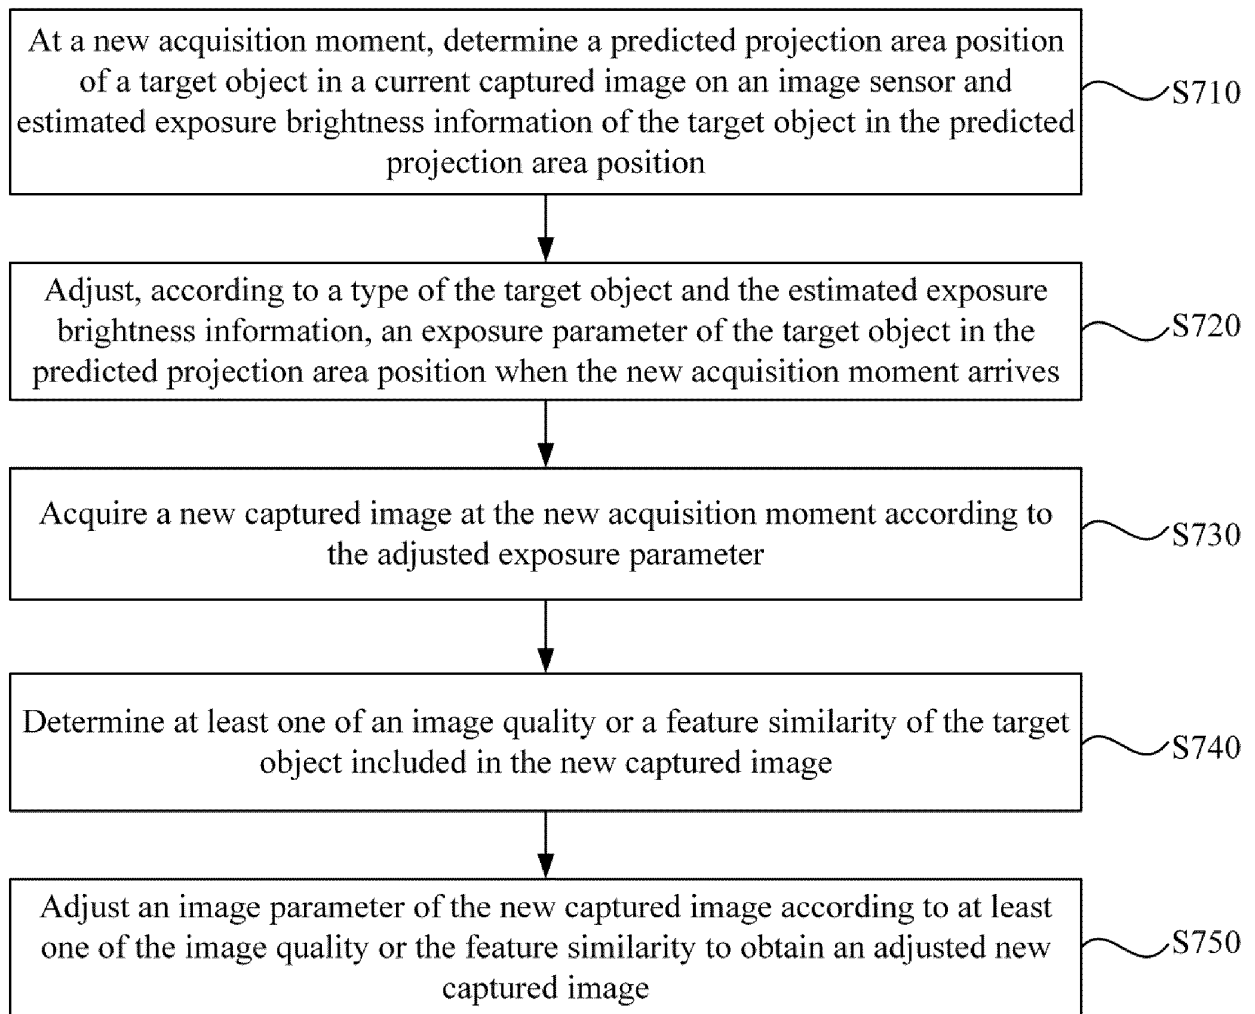 At a new acquisition moment, determine a predicted projection area position
of a target object in a current captured image on an image sensor and
estimated exposure brightness information of the target object in the predicted
projection area position
S710
Adjust, according to a type of the target object and the estimated exposure
brightness information, an exposure parameter of the target object in the
predicted projection area position when the new acquisition moment arrives
S720
Acquire a new captured image at the new acquisition moment according to
the adjusted exposure parameter
S730
Determine at least one of an image quality or a feature similarity of the target
object included in the new captured image
S740
Adjust an image parameter of the new captured image according to at least
one of the image quality or the feature similarity to obtain an adjusted new
captured image
S750